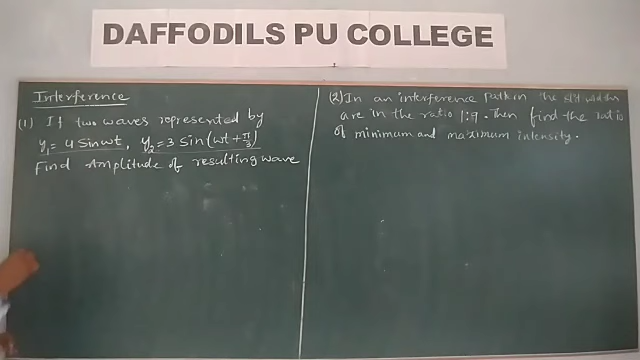 DAFFODILS PU COLLEGE
Interference
(1) If two waves represented by
y₁ = 4 Sinωt, y₂ = 3 sin(ωt + π/3)
Find Amplitude of resulting wave
(2) In an interference pattern the slit widths
are in the ratio 1:9. Then find the ratio
of minimum and maximum intensity.